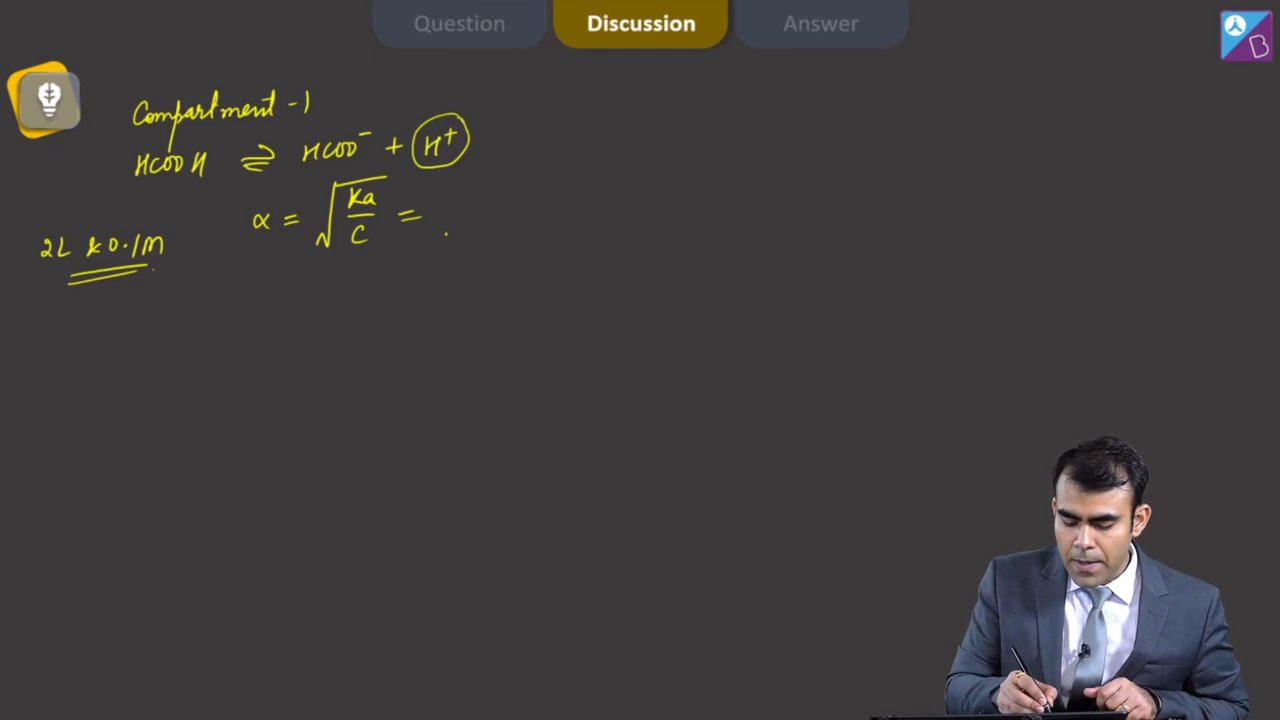 Question Discussion Answer
Compartment - 1
HCOOH ⇌ HCOO⁻ + H⁺
α = √(Ka/C) =
2L & 0.1M
B